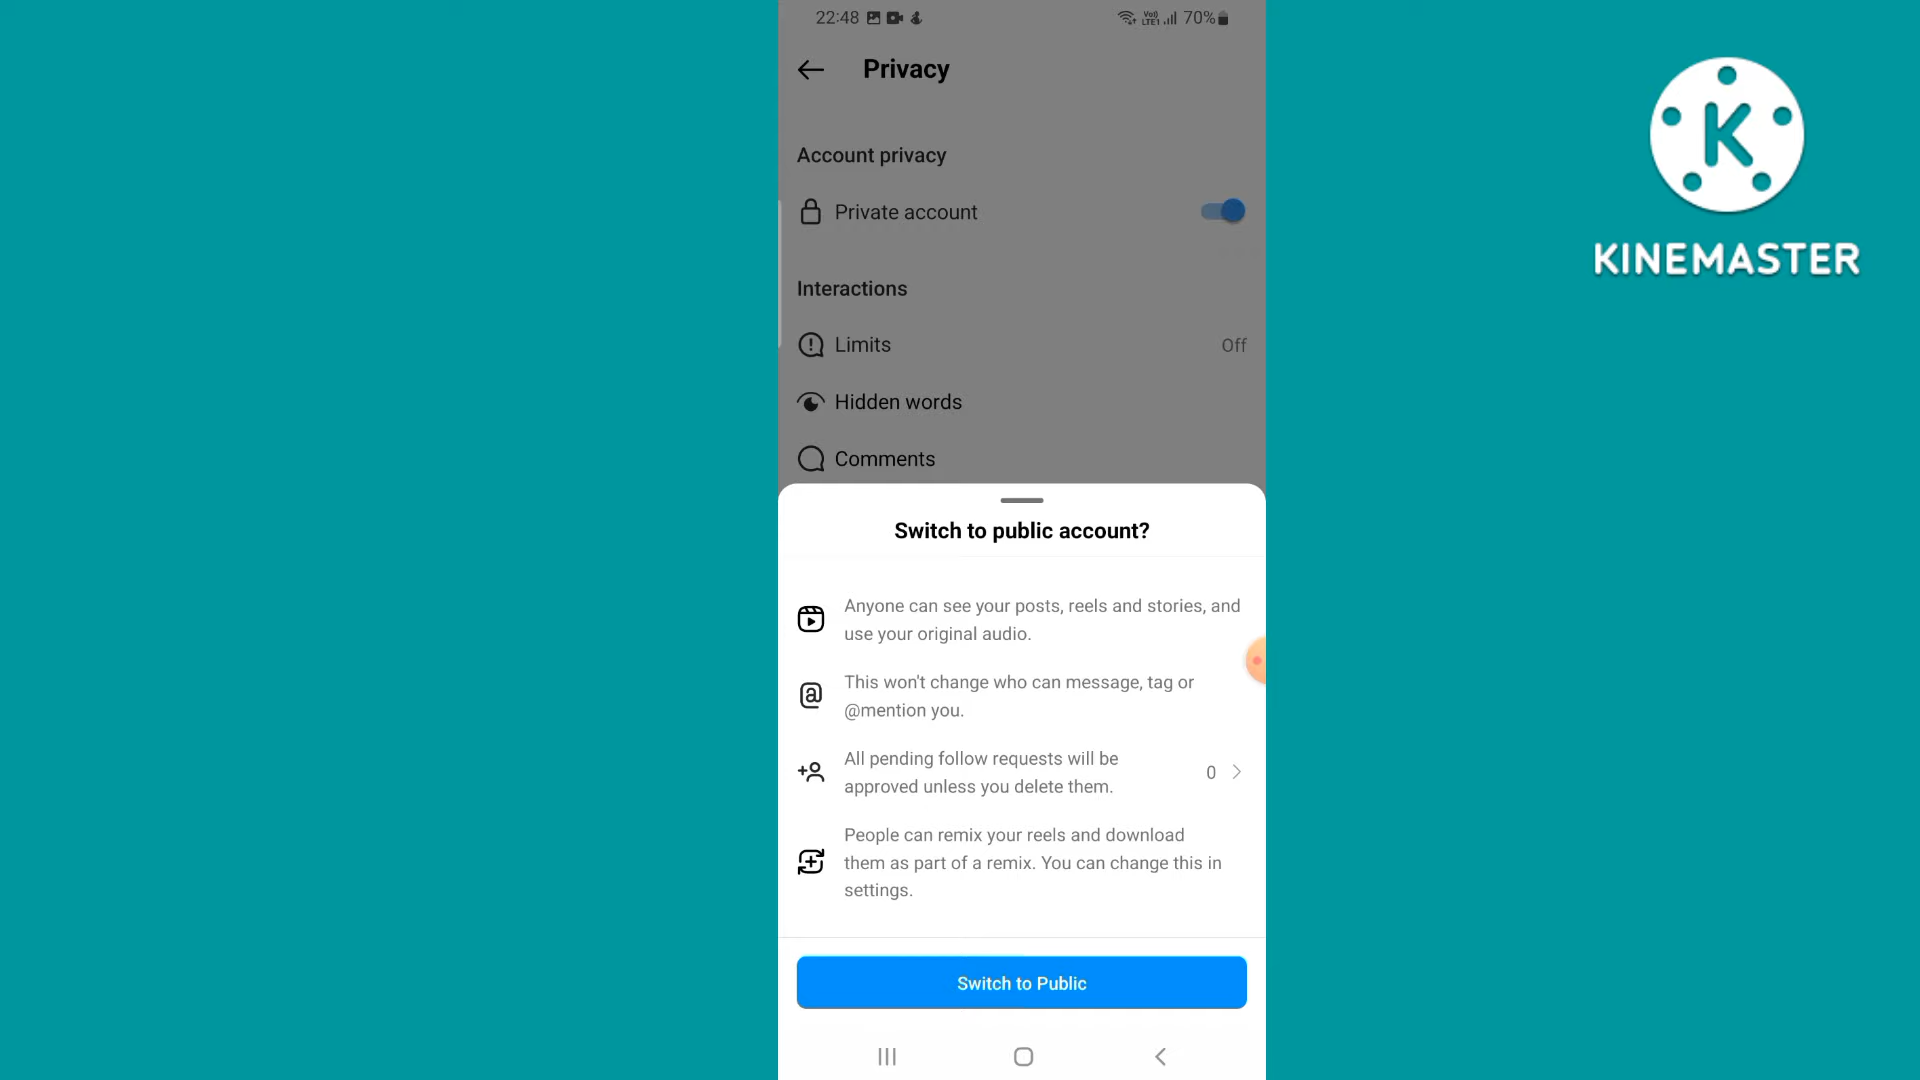 22:48
Vo) LTE1 70%
Privacy
Account privacy
Private account
Interactions
Limits Off
Hidden words
Comments
Switch to public account?
Anyone can see your posts, reels and stories, and
use your original audio.
This won't change who can message, tag or
@mention you.
All pending follow requests will be
approved unless you delete them.
0
People can remix your reels and download
them as part of a remix. You can change this in
settings.
Switch to Public
K
KINEMASTER